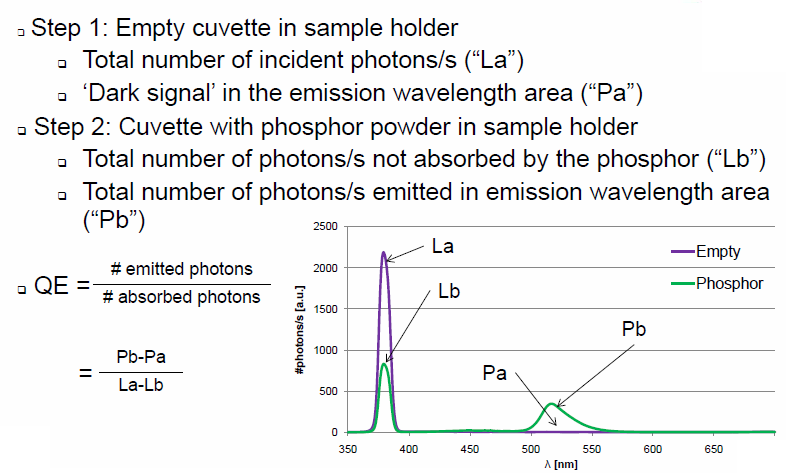 Step 1: Empty cuvette in sample holder
Total number of incident photons/s (“La”)
‘Dark signal’ in the emission wavelength area (“Pa”)
Step 2: Cuvette with phosphor powder in sample holder
Total number of photons/s not absorbed by the phosphor (“Lb”)
Total number of photons/s emitted in emission wavelength area
(“Pb”)
QE = # emitted photons
# absorbed photons
= Pb-Pa
La-Lb
#photons/s [a.u.]
2500
2000
1500
1000
500
0
La
Lb
Pa
Pb
Empty
Phosphor
350 400 450 500 550 600 650
λ [nm]